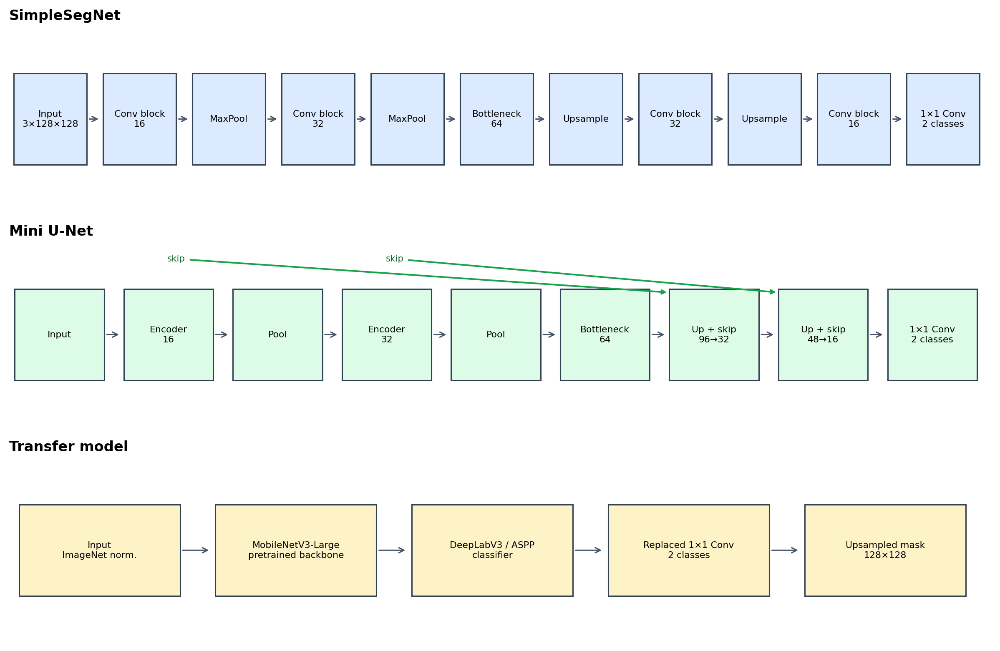 SimpleSegNet
Input
3×128×128
Conv block
16
MaxPool
Conv block
32
MaxPool
Bottleneck
64
Upsample
Conv block
32
Upsample
Conv block
16
1×1 Conv
2 classes
Mini U-Net
skip
skip
Input
Encoder
16
Pool
Encoder
32
Pool
Bottleneck
64
Up + skip
96→32
Up + skip
48→16
1×1 Conv
2 classes
Transfer model
Input
ImageNet norm.
MobileNetV3-Large
pretrained backbone
DeepLabV3 / ASPP
classifier
Replaced 1×1 Conv
2 classes
Upsampled mask
128×128